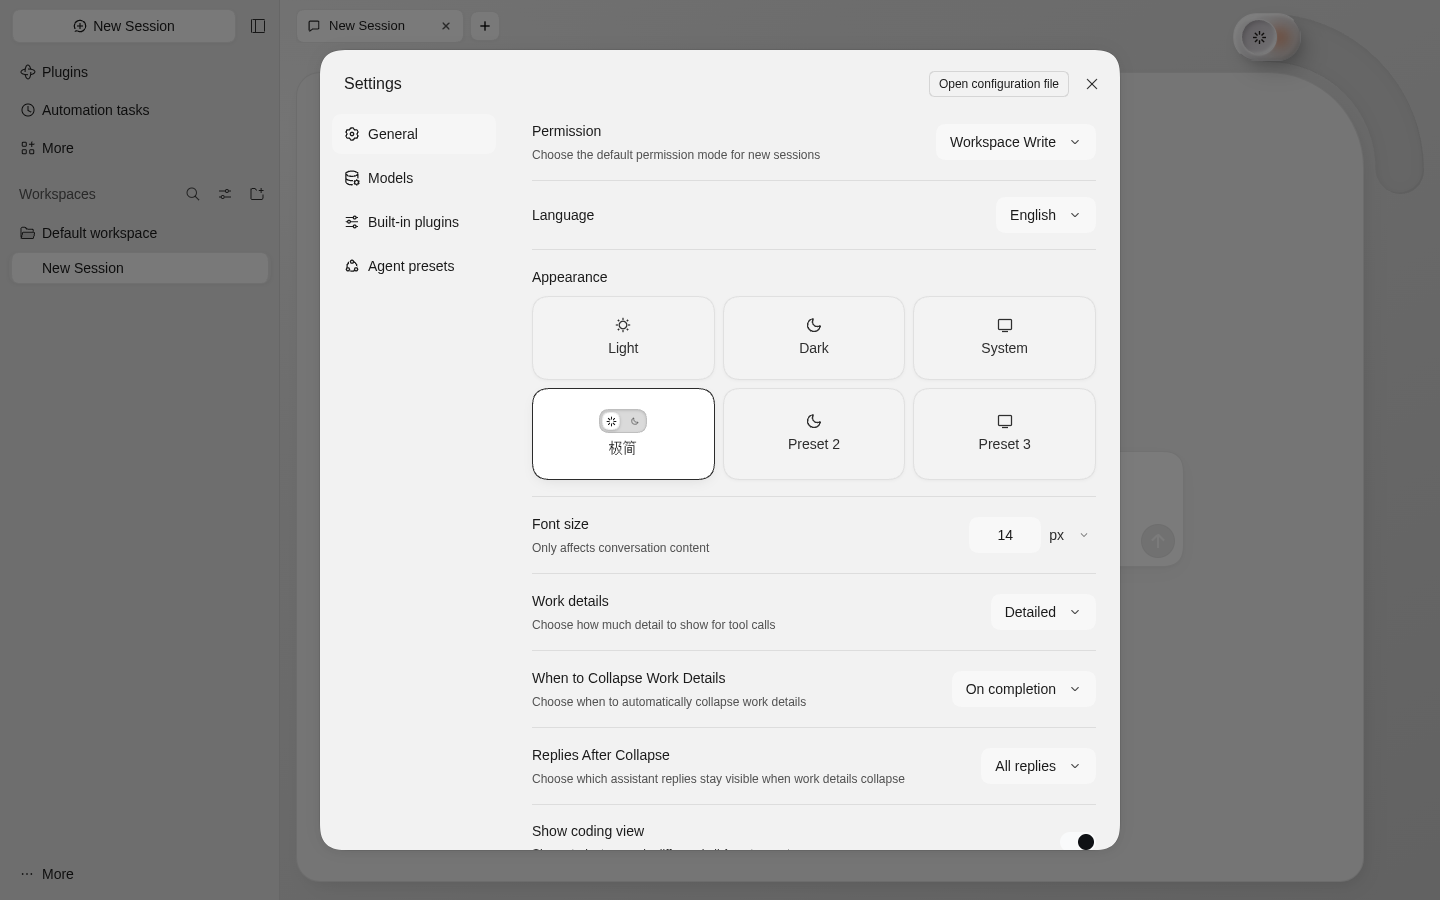 New Session
Plugins
Automation tasks
More
Workspaces
Default workspace
New Session
More
New Session
Settings
Open configuration file
General
Models
Built-in plugins
Agent presets
Permission
Choose the default permission mode for new sessions
Workspace Write
Language
English
Appearance
Light
Dark
System
极简
Preset 2
Preset 3
Font size
Only affects conversation content
14
px
Work details
Choose how much detail to show for tool calls
Detailed
When to Collapse Work Details
Choose when to automatically collapse work details
On completion
Replies After Collapse
Choose which assistant replies stay visible when work details collapse
All replies
Show coding view